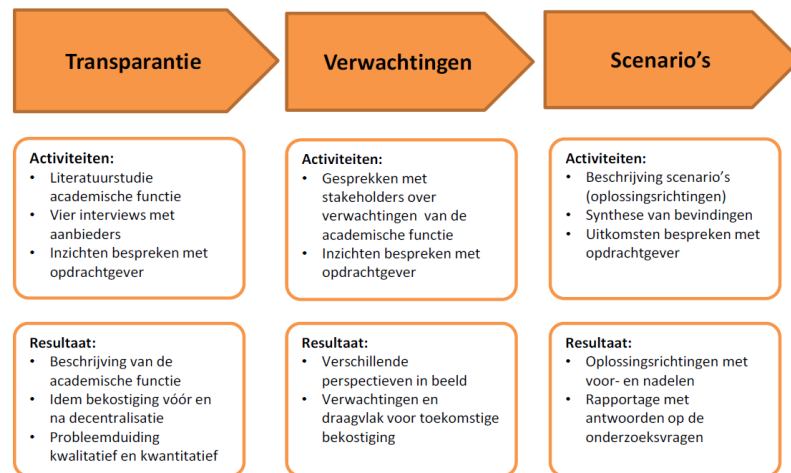 Transparantie
Verwachtingen
Scenario's
Activiteiten:
• Literatuurstudie
academische functie
• Vier interviews met
aanbieders
• Inzichten bespreken met
opdrachtgever
Activiteiten:
• Gesprekken met
stakeholders over
verwachtingen van de
academische functie
• Inzichten bespreken met
opdrachtgever
Activiteiten:
• Beschrijving scenario's
(oplossingsrichtingen)
• Synthese van bevindingen
• Uitkomsten bespreken met
opdrachtgever
Resultaat:
• Beschrijving van de
academische functie
• Idem bekostiging vóór en
na decentralisatie
• Probleemduiding
kwalitatief en kwantitatief
Resultaat:
• Verschillende
perspectieven in beeld
• Verwachtingen en
draagvlak voor toekomstige
bekostiging
Resultaat:
• Oplossingsrichtingen met
voor- en nadelen
• Rapportage met
antwoorden op de
onderzoeksvragen